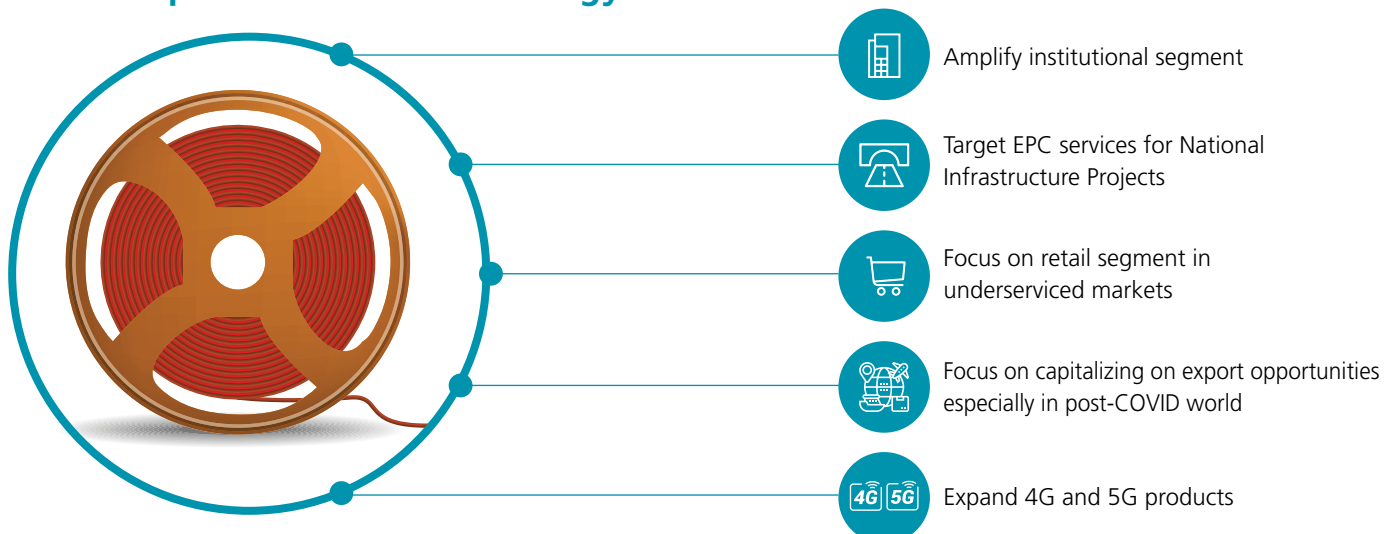 Amplify institutional segment
Target EPC services for National
Infrastructure Projects
Focus on retail segment in
underserviced markets
Focus on capitalizing on export opportunities
especially in post-COVID world
4G 5G
Expand 4G and 5G products